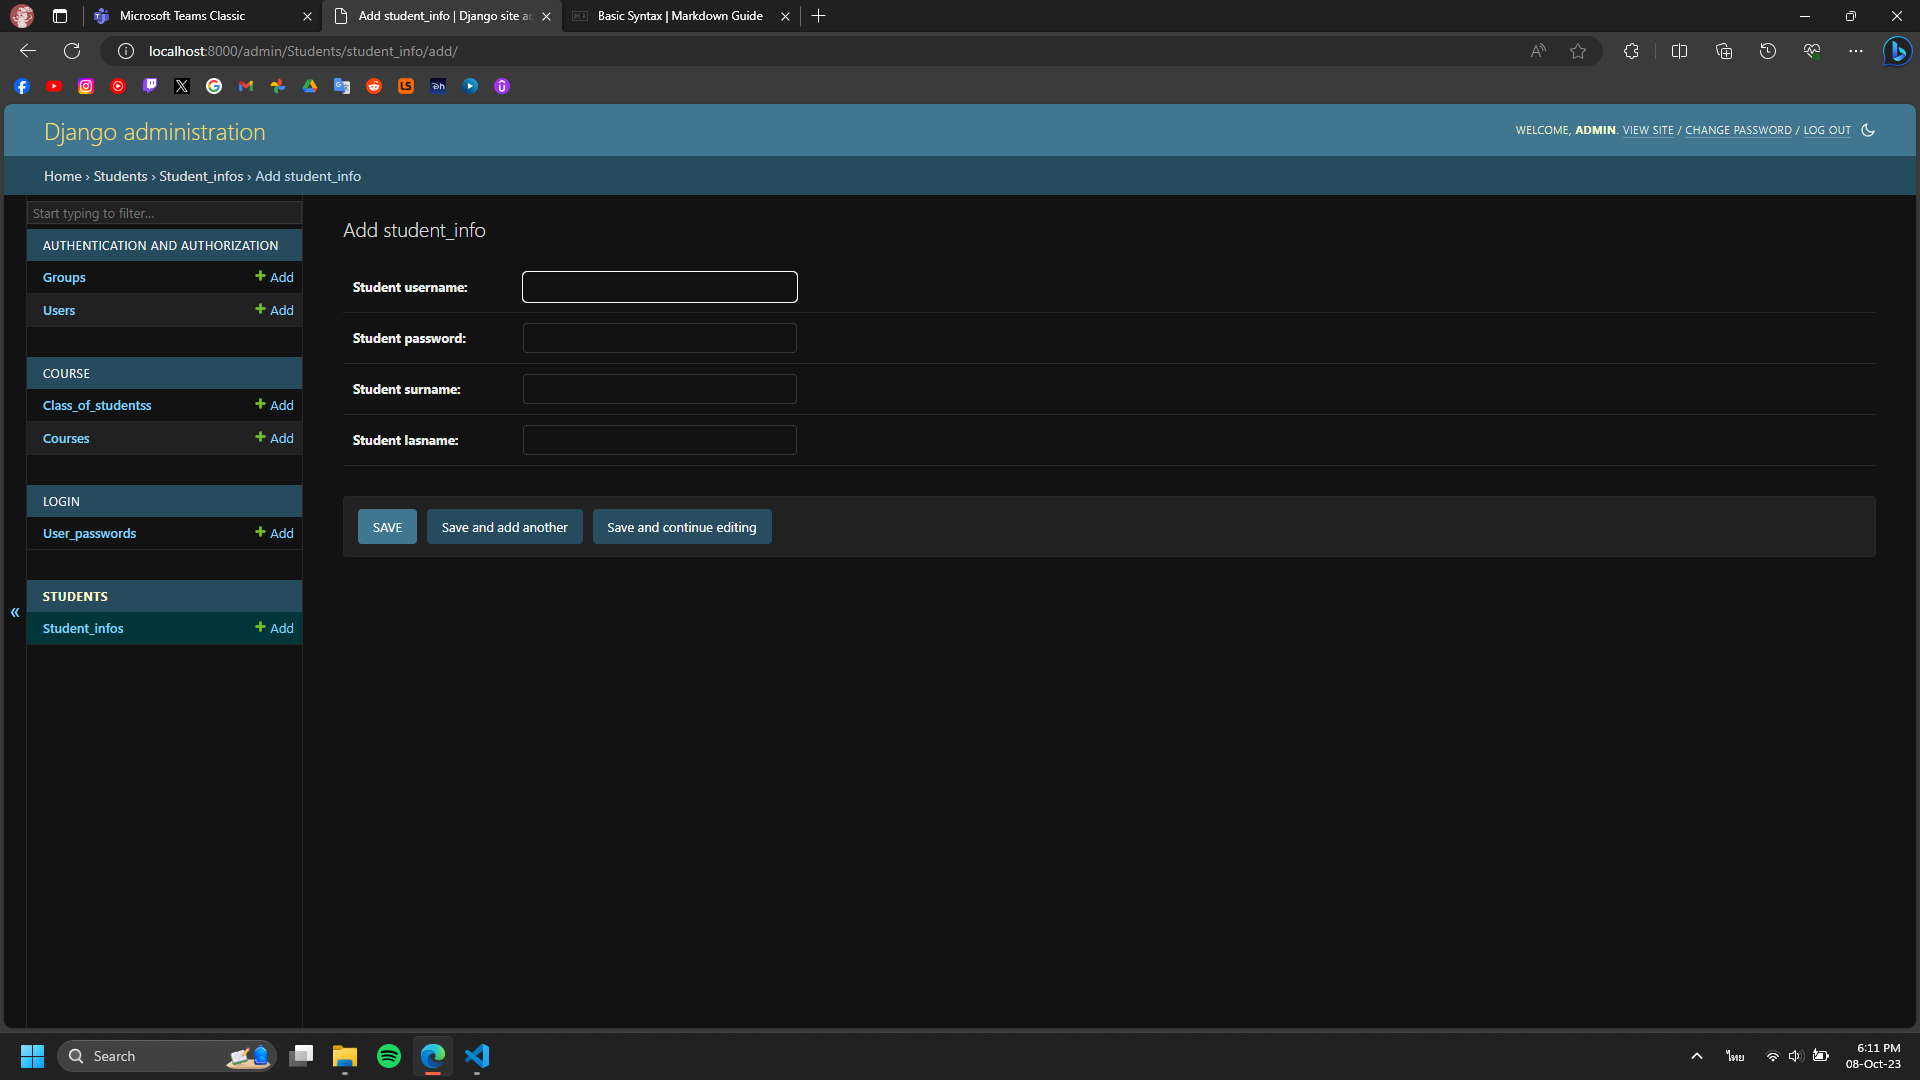 Microsoft Teams Classic
Add student_info | Django site ac
Basic Syntax | Markdown Guide
localhost:8000/admin/Students/student_info/add/
Django administration
WELCOME, ADMIN. VIEW SITE / CHANGE PASSWORD / LOG OUT
Home › Students › Student_infos › Add student_info
Start typing to filter...
AUTHENTICATION AND AUTHORIZATION
Groups + Add
Users + Add
COURSE
Class_of_studentss + Add
Courses + Add
LOGIN
User_passwords + Add
STUDENTS
Student_infos + Add
«
Add student_info
Student username:
Student password:
Student surname:
Student lasname:
SAVE Save and add another Save and continue editing
Search
ไทย
6:11 PM
08-Oct-23